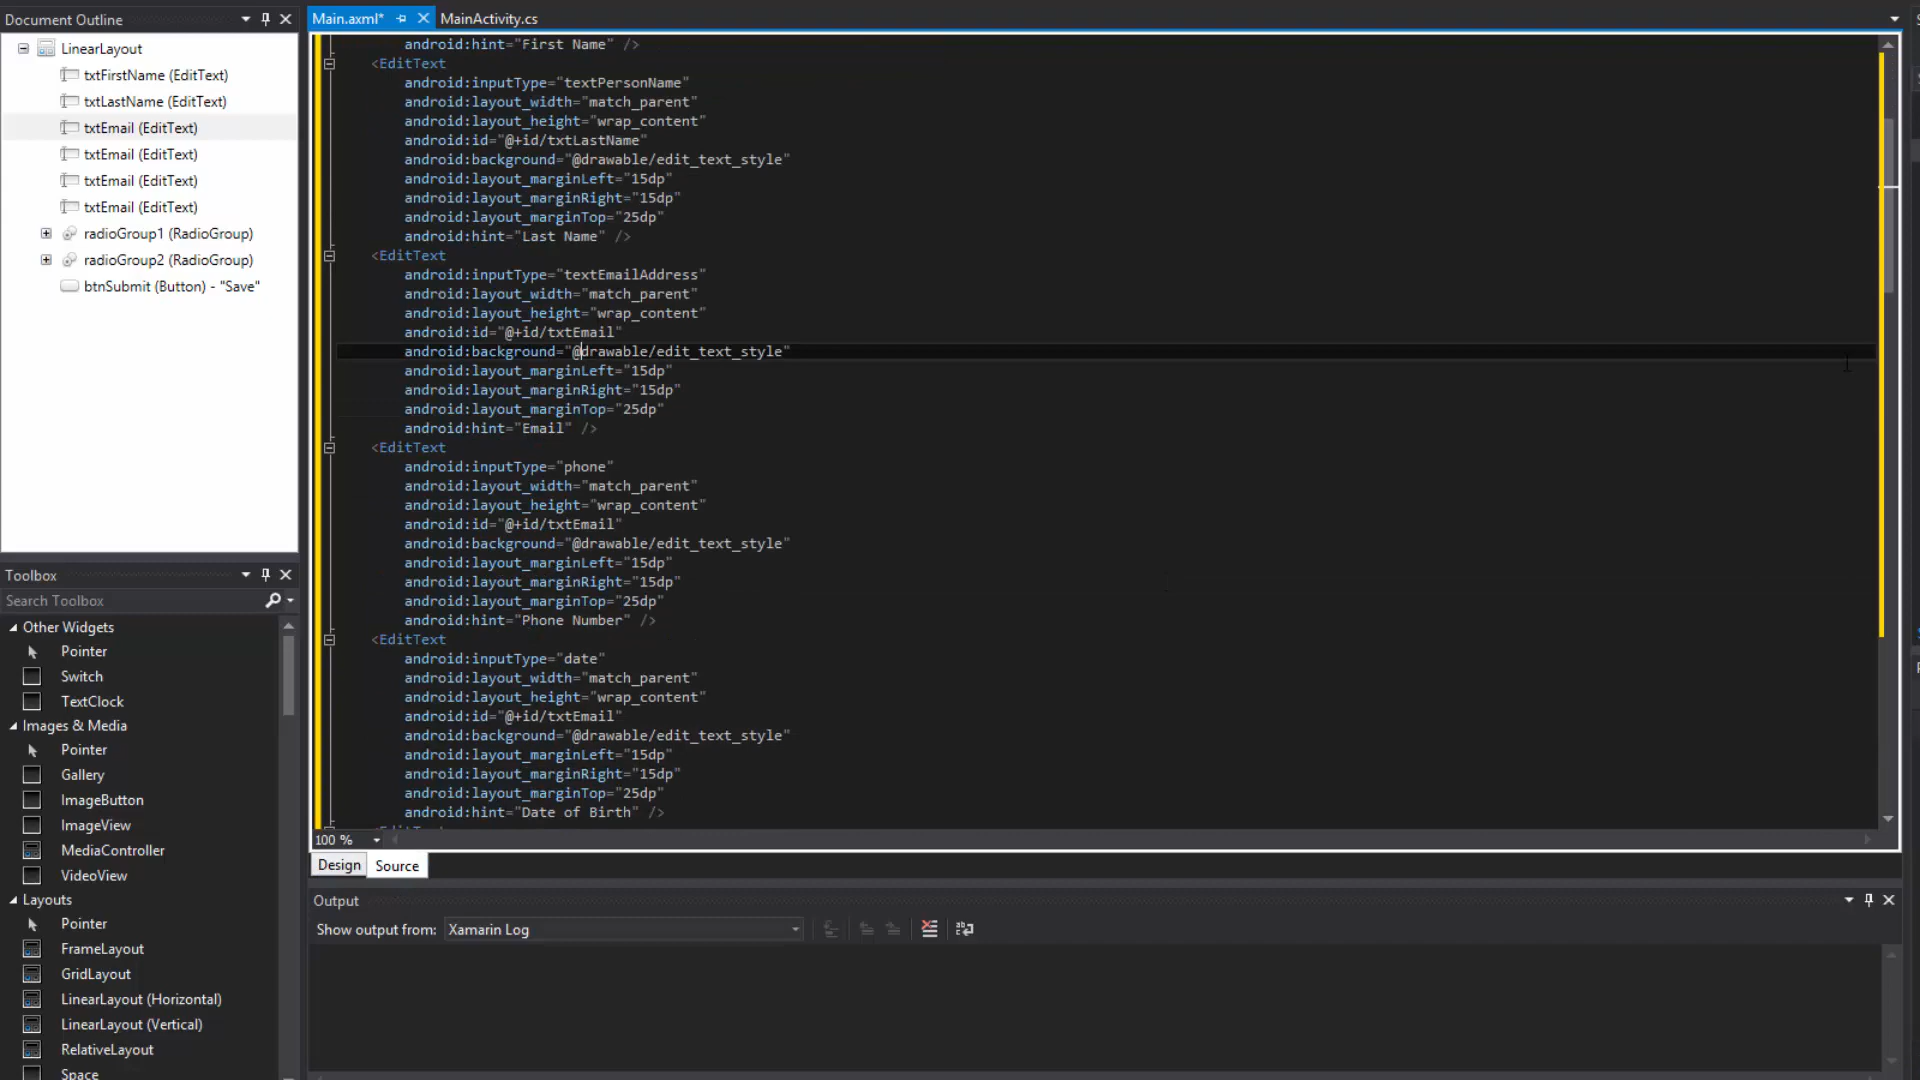 Document Outline
LinearLayout
txtFirstName (EditText)
txtLastName (EditText)
txtEmail (EditText)
txtEmail (EditText)
txtEmail (EditText)
txtEmail (EditText)
radioGroup1 (RadioGroup)
radioGroup2 (RadioGroup)
btnSubmit (Button) - "Save"
Toolbox
Search Toolbox
Other Widgets
Pointer
Switch
TextClock
Images & Media
Pointer
Gallery
ImageButton
ImageView
MediaController
VideoView
Layouts
Pointer
FrameLayout
GridLayout
LinearLayout (Horizontal)
LinearLayout (Vertical)
RelativeLayout
Space
Main.axml* MainActivity.cs
android:hint="First Name" />
<EditText
android:inputType="textPersonName"
android:layout_width="match_parent"
android:layout_height="wrap_content"
android:id="@+id/txtLastName"
android:background="@drawable/edit_text_style"
android:layout_marginLeft="15dp"
android:layout_marginRight="15dp"
android:layout_marginTop="25dp"
android:hint="Last Name" />
<EditText
android:inputType="textEmailAddress"
android:layout_width="match_parent"
android:layout_height="wrap_content"
android:id="@+id/txtEmail"
android:background="@drawable/edit_text_style"
android:layout_marginLeft="15dp"
android:layout_marginRight="15dp"
android:layout_marginTop="25dp"
android:hint="Email" />
<EditText
android:inputType="phone"
android:layout_width="match_parent"
android:layout_height="wrap_content"
android:id="@+id/txtEmail"
android:background="@drawable/edit_text_style"
android:layout_marginLeft="15dp"
android:layout_marginRight="15dp"
android:layout_marginTop="25dp"
android:hint="Phone Number" />
<EditText
android:inputType="date"
android:layout_width="match_parent"
android:layout_height="wrap_content"
android:id="@+id/txtEmail"
android:background="@drawable/edit_text_style"
android:layout_marginLeft="15dp"
android:layout_marginRight="15dp"
android:layout_marginTop="25dp"
android:hint="Date of Birth" />
100 %
Design Source
Output
Show output from: Xamarin Log